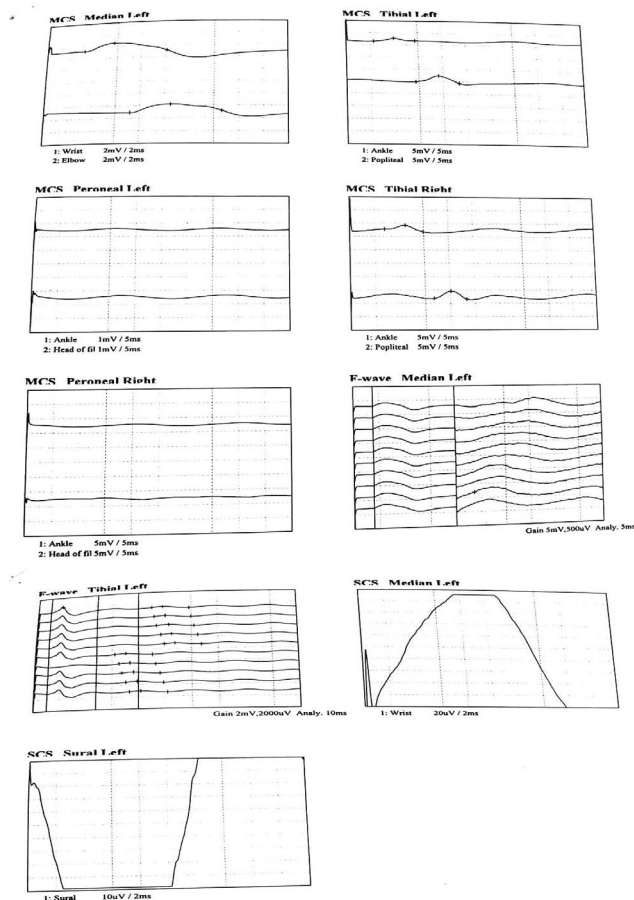 MCS Median Left
1: Wrist 2mV / 2ms
2: Elbow 2mV / 2ms
MCS Tibial Left
1: Ankle 5mV / 5ms
2: Popliteal 5mV / 5ms
MCS Peroneal Left
1: Ankle 1mV / 5ms
2: Head of fil 1mV / 5ms
MCS Tibial Right
1: Ankle 5mV / 5ms
2: Popliteal 5mV / 5ms
MCS Peroneal Right
1: Ankle 5mV / 5ms
2: Head of fil 5mV / 5ms
F-wave Median Left
Gain 5mV,500uV Analy. 5ms
F-wave Tibial Left
Gain 2mV,2000uV Analy. 10ms
SCS Median Left
1: Wrist 20uV / 2ms
SCS Sural Left
1: Sural 10uV / 2ms